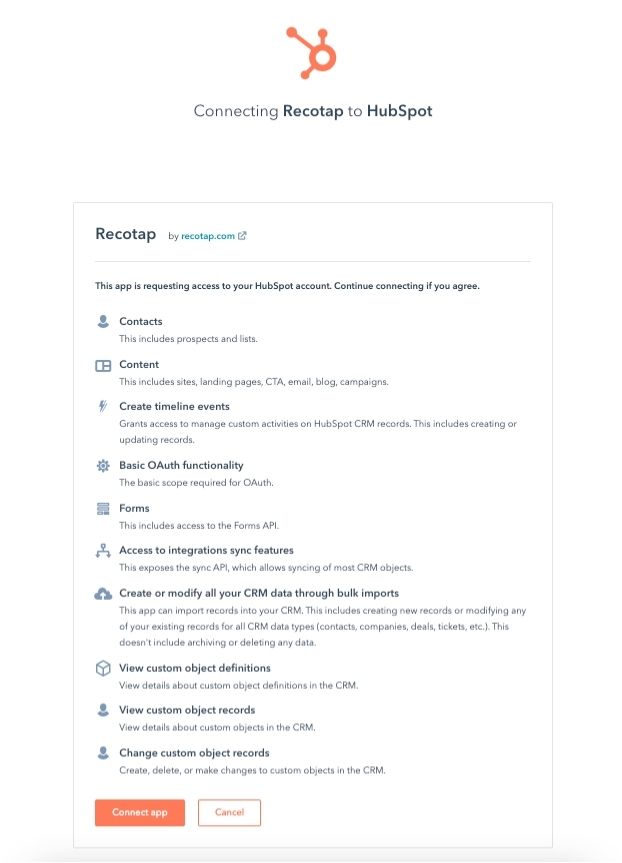 Connecting Recotap to HubSpot
Recotap by recotap.com
This app is requesting access to your HubSpot account. Continue connecting if you agree.
Contacts
This includes prospects and lists.
Content
This includes sites, landing pages, CTA, email, blog, campaigns.
Create timeline events
Grants access to manage custom activities on HubSpot CRM records. This includes creating or
updating records.
Basic OAuth functionality
The basic scope required for OAuth.
Forms
This includes access to the Forms API.
Access to integrations sync features
This exposes the sync API, which allows syncing of most CRM objects.
Create or modify all your CRM data through bulk imports
This app can import records into your CRM. This includes creating new records or modifying any
of your existing records for all CRM data types (contacts, companies, deals, tickets, etc.). This
doesn't include archiving or deleting any data.
View custom object definitions
View details about custom object definitions in the CRM.
View custom object records
View details about custom objects in the CRM.
Change custom object records
Create, delete, or make changes to custom objects in the CRM.
Connect app Cancel